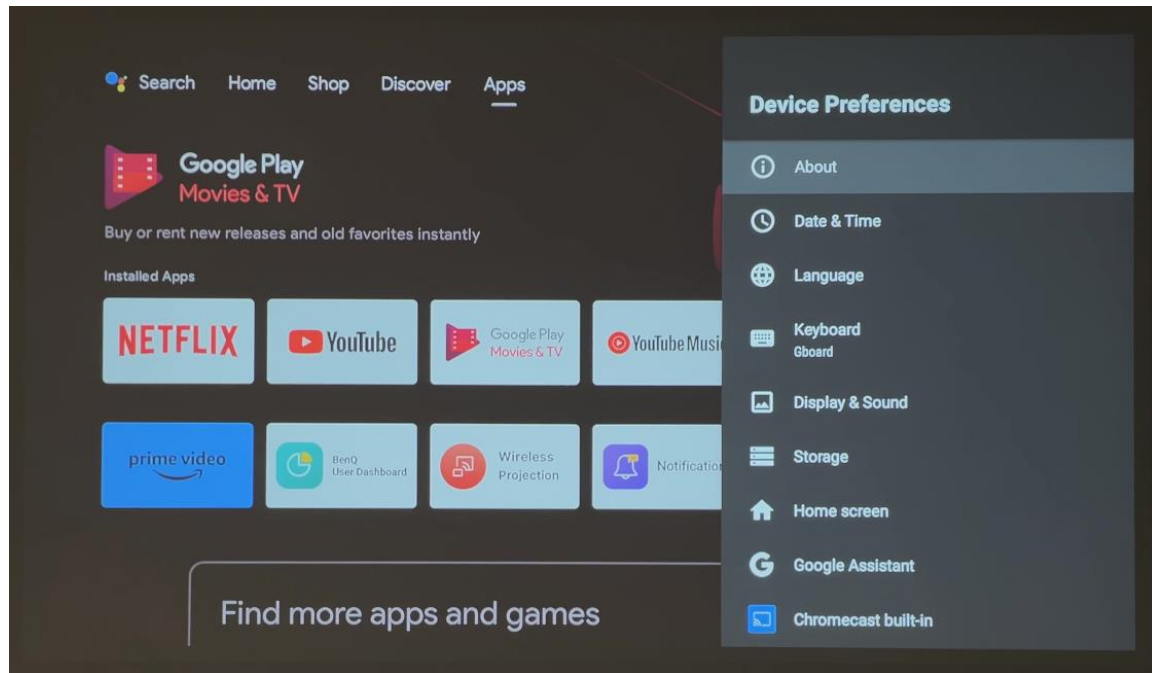 Search Home Shop Discover Apps
Google Play
Movies & TV
Buy or rent new releases and old favorites instantly
Installed Apps
NETFLIX
YouTube
Google Play
Movies & TV
YouTube Musi
prime video
BenQ
User Dashboard
Wireless
Projection
Notification
Find more apps and games
Device Preferences
About
Date & Time
Language
Keyboard
Gboard
Display & Sound
Storage
Home screen
Google Assistant
Chromecast built-in